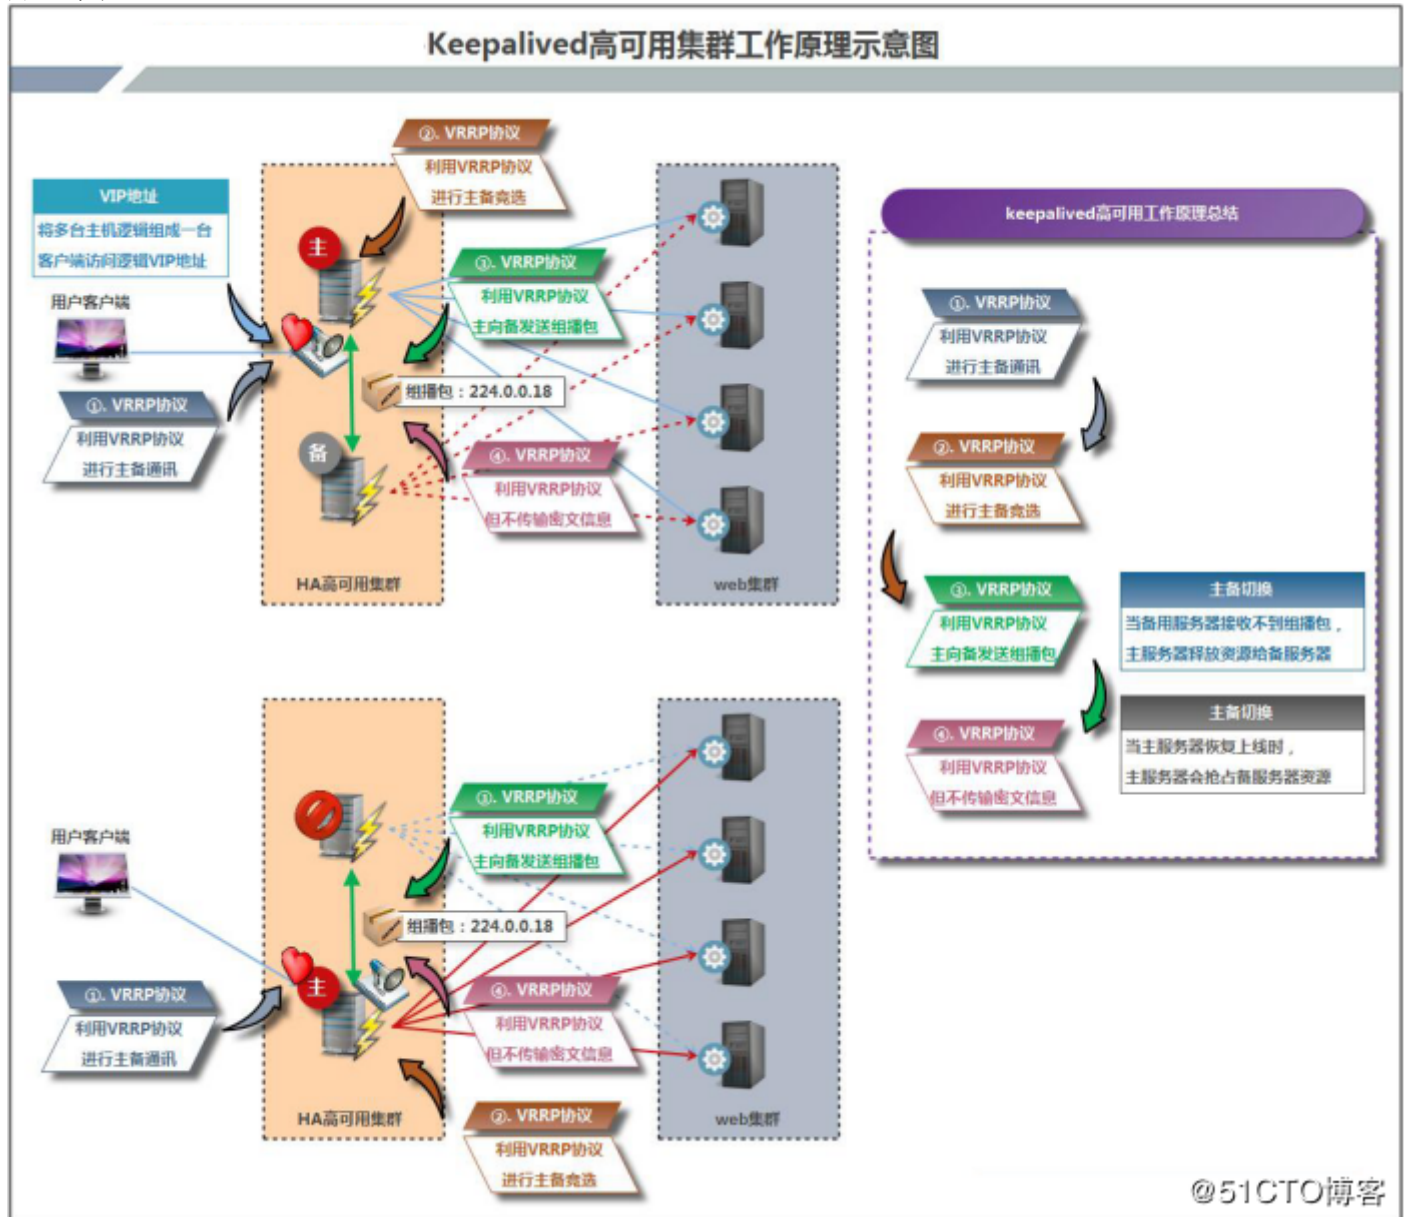 Keepalived高可用集群工作原理示意图
②. VRRP协议
利用VRRP协议
进行主备竞选
VIP地址
将多台主机逻辑组成一台
客户端访问逻辑VIP地址
用户客户端
①. VRRP协议
利用VRRP协议
进行主备通讯
主
备
③. VRRP协议
利用VRRP协议
主向备发送组播包
组播包：224.0.0.18
④. VRRP协议
利用VRRP协议
但不传输密文信息
HA高可用集群
web集群
keepalived高可用工作原理总结
①. VRRP协议
利用VRRP协议
进行主备通讯
②. VRRP协议
利用VRRP协议
进行主备竞选
③. VRRP协议
利用VRRP协议
主向备发送组播包
主备切换
当备用服务器接收不到组播包，
主服务器释放资源给备服务器
④. VRRP协议
利用VRRP协议
但不传输密文信息
主备切换
当主服务器恢复上线时，
主服务器会抢占备服务器资源
用户客户端
①. VRRP协议
利用VRRP协议
进行主备通讯
③. VRRP协议
利用VRRP协议
主向备发送组播包
组播包：224.0.0.18
主
④. VRRP协议
利用VRRP协议
但不传输密文信息
HA高可用集群
②. VRRP协议
利用VRRP协议
进行主备竞选
web集群
@51CTO博客